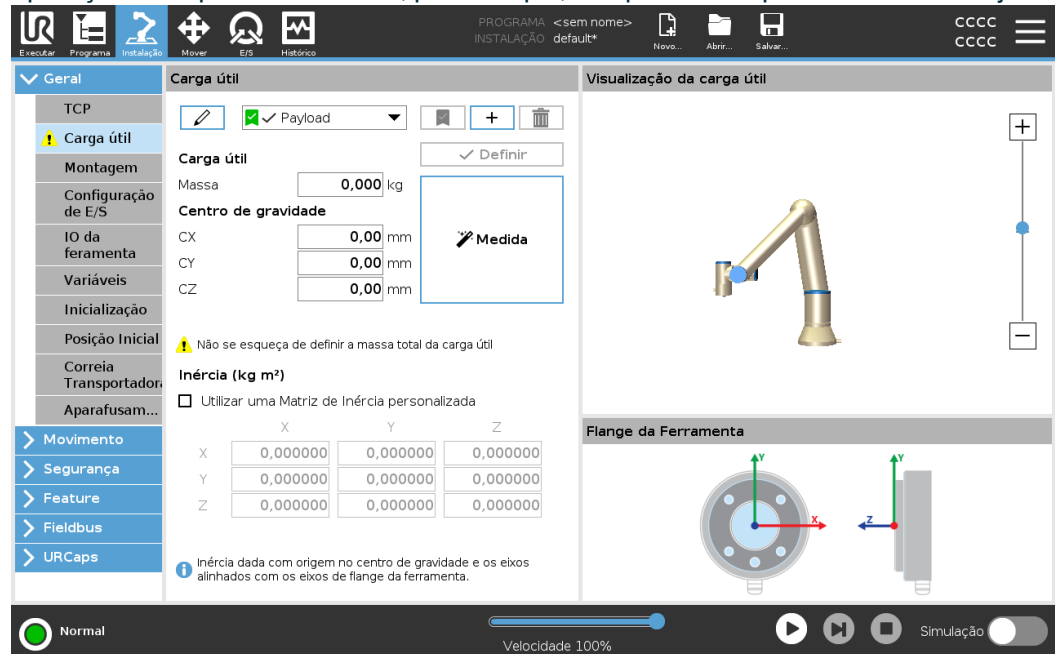 UR
PROGRAMA <sem nome>
INSTALAÇÃO default*
CCCC
CCCC
Executar Programa Instalação Mover E/S Histórico Novo... Abrir... Salvar...
Geral
TCP
Carga útil
Montagem
Configuração
de E/S
IO da
feramenta
Variáveis
Inicialização
Posição Inicial
Correia
Transportador
Aparafusam...
Movimento
Segurança
Feature
Fieldbus
URCaps
Carga útil
Payload
Definir
Carga útil
Massa 0,000 kg
Centro de gravidade
CX 0,00 mm
CY 0,00 mm
CZ 0,00 mm
Medida
Não se esqueça de definir a massa total da carga útil
Inércia (kg m²)
Utilizar uma Matriz de Inércia personalizada
X Y Z
X 0,000000 0,000000 0,000000
Y 0,000000 0,000000 0,000000
Z 0,000000 0,000000 0,000000
Inércia dada com origem no centro de gravidade e os eixos
alinhados com os eixos de flange da ferramenta.
Visualização da carga útil
Flange da Ferramenta
Y
X
Y
Z
Normal
Velocidade 100%
Simulação